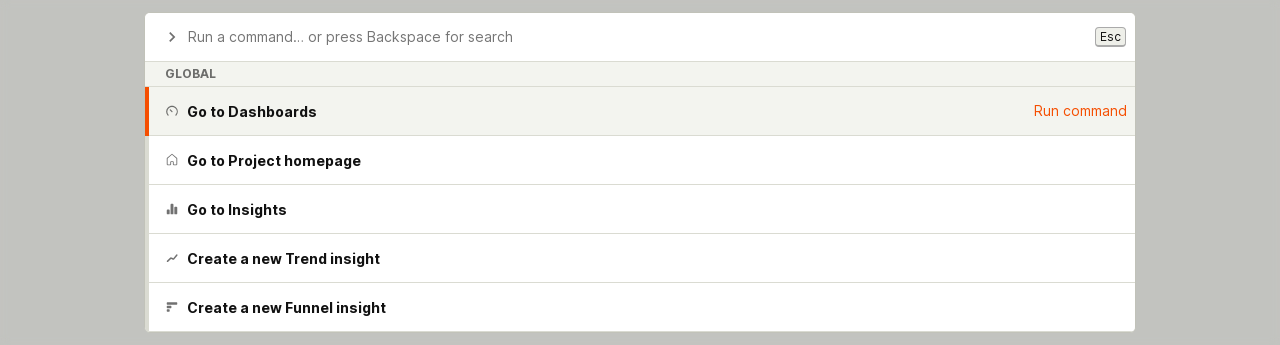 Run a command… or press Backspace for search
Esc
GLOBAL
Go to Dashboards
Run command
Go to Project homepage
Go to Insights
Create a new Trend insight
Create a new Funnel insight